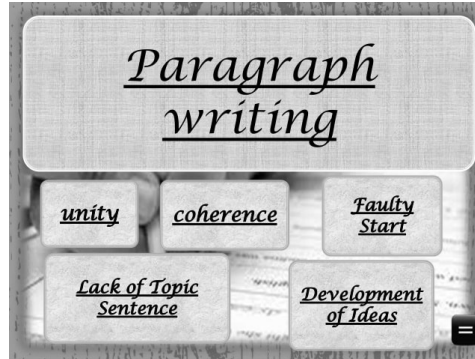 Paragraph
writing
unity
coherence
Faulty
Start
Lack of Topic
Sentence
Development
of Ideas